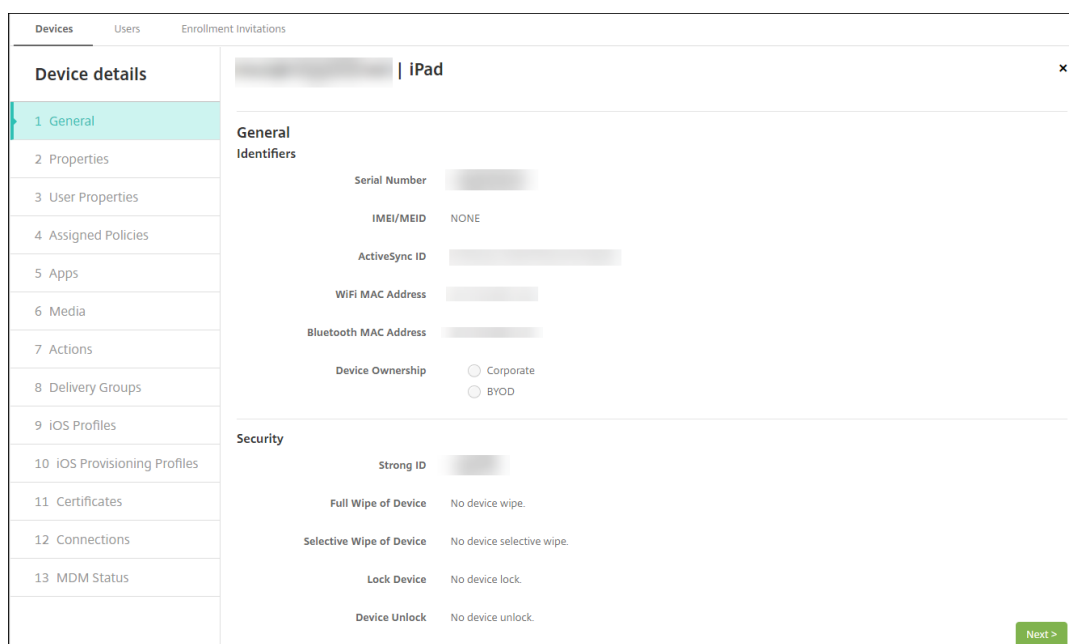 Devices Users Enrollment Invitations
Device details
1 General
2 Properties
3 User Properties
4 Assigned Policies
5 Apps
6 Media
7 Actions
8 Delivery Groups
9 iOS Profiles
10 iOS Provisioning Profiles
11 Certificates
12 Connections
13 MDM Status
| iPad ×
General
Identifiers
Serial Number
IMEI/MEID NONE
ActiveSync ID
WiFi MAC Address
Bluetooth MAC Address
Device Ownership Corporate
BYOD
Security
Strong ID
Full Wipe of Device No device wipe.
Selective Wipe of Device No device selective wipe.
Lock Device No device lock.
Device Unlock No device unlock.
Next >